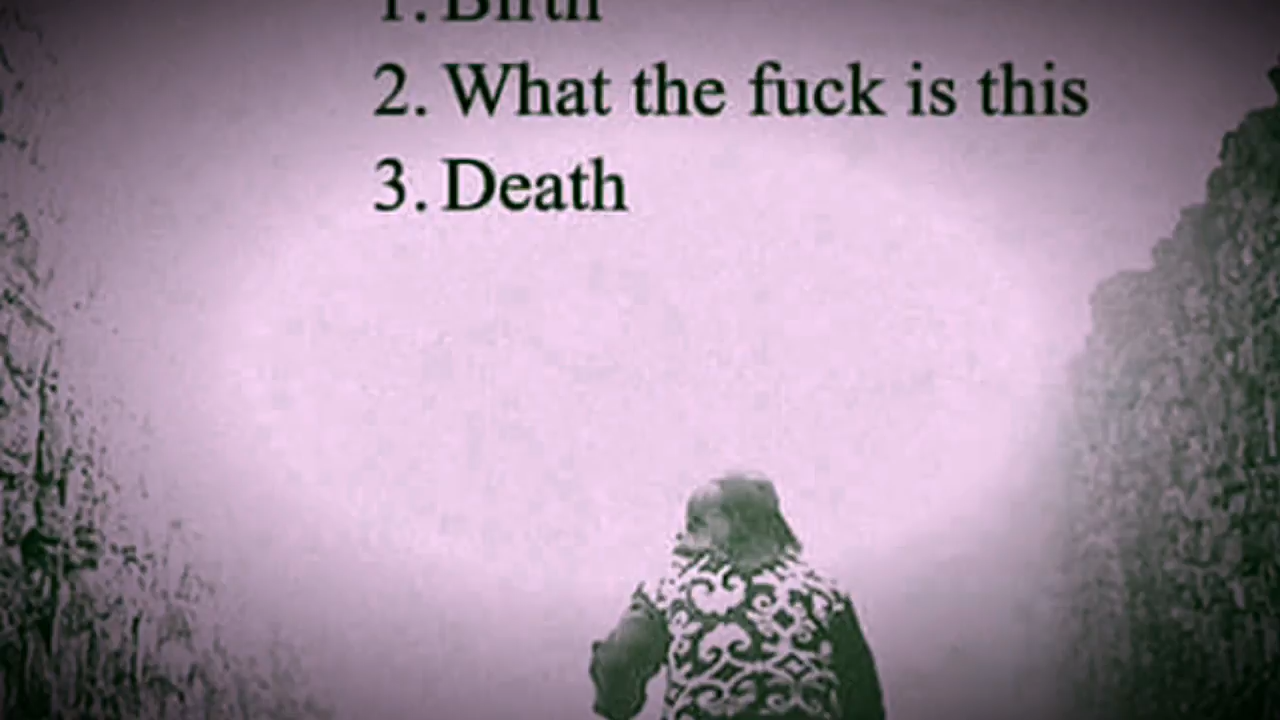 1. Birth
2. What the fuck is this
3. Death